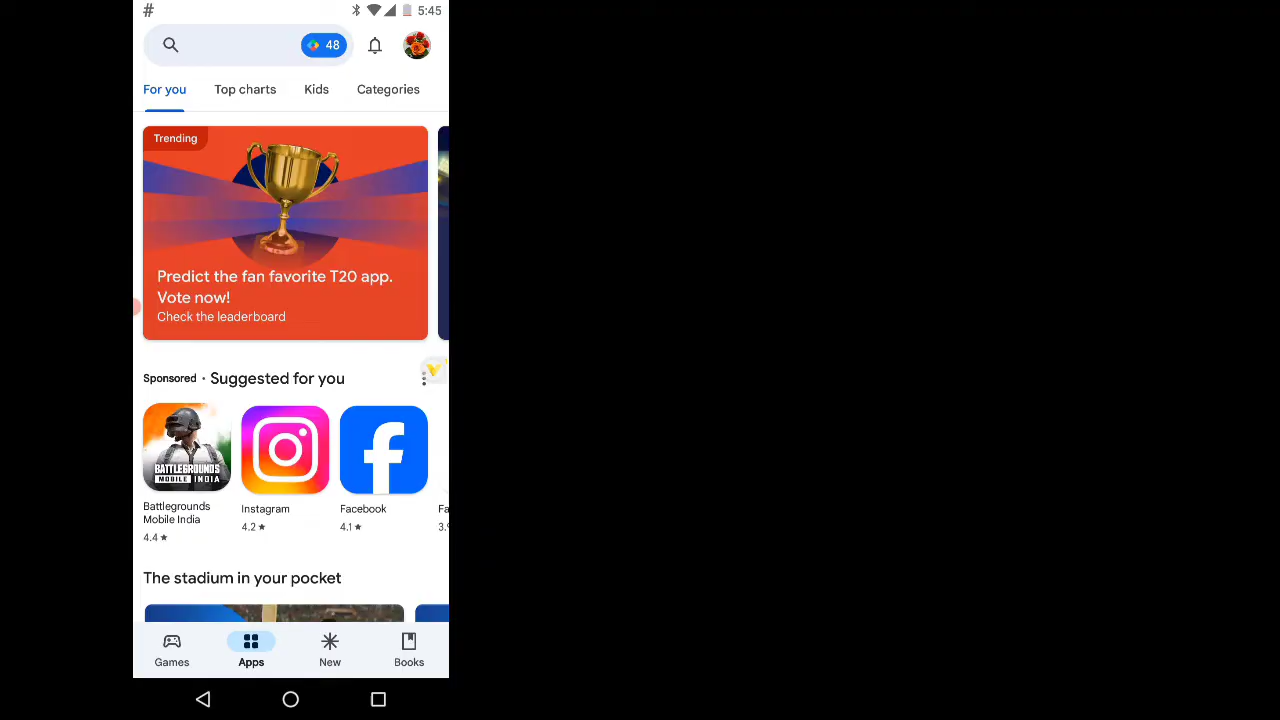 # 5:45
48
For you Top charts Kids Categories
Trending
Predict the fan favorite T20 app.
Vote now!
Check the leaderboard
Sponsored · Suggested for you
BATTLEGROUNDS
MOBILE INDIA
Battlegrounds Instagram Facebook Fa
Mobile India 4.2 ★ 4.1 ★ 3.
4.4 ★
The stadium in your pocket
Games Apps New Books